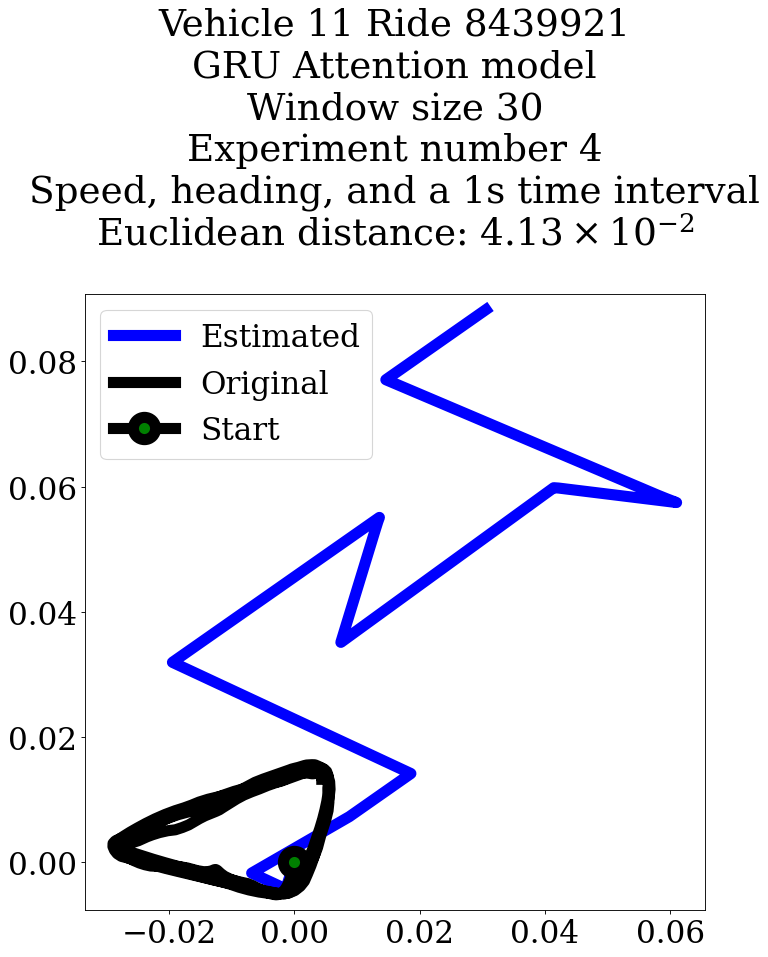 Vehicle 11 Ride 8439921
GRU Attention model
Window size 30
Experiment number 4
Speed, heading, and a 1s time interval
Euclidean distance: 4.13 × 10⁻²
Estimated
Original
Start
0.08
0.06
0.04
0.02
0.00
−0.02 0.00 0.02 0.04 0.06